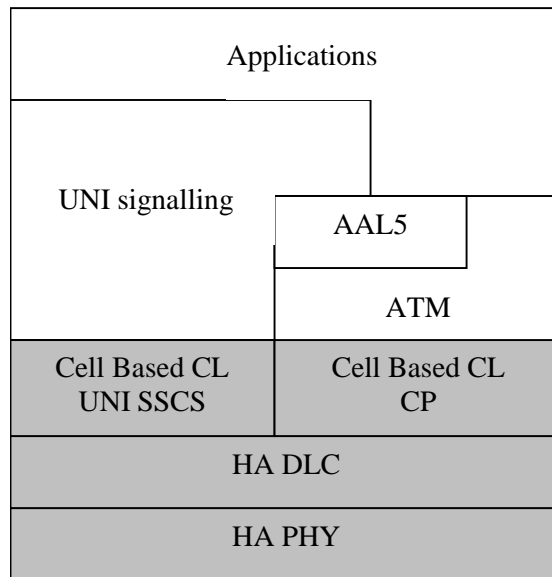 Applications
UNI signalling
AAL5
ATM
Cell Based CL
UNI SSCS
Cell Based CL
CP
HA DLC
HA PHY